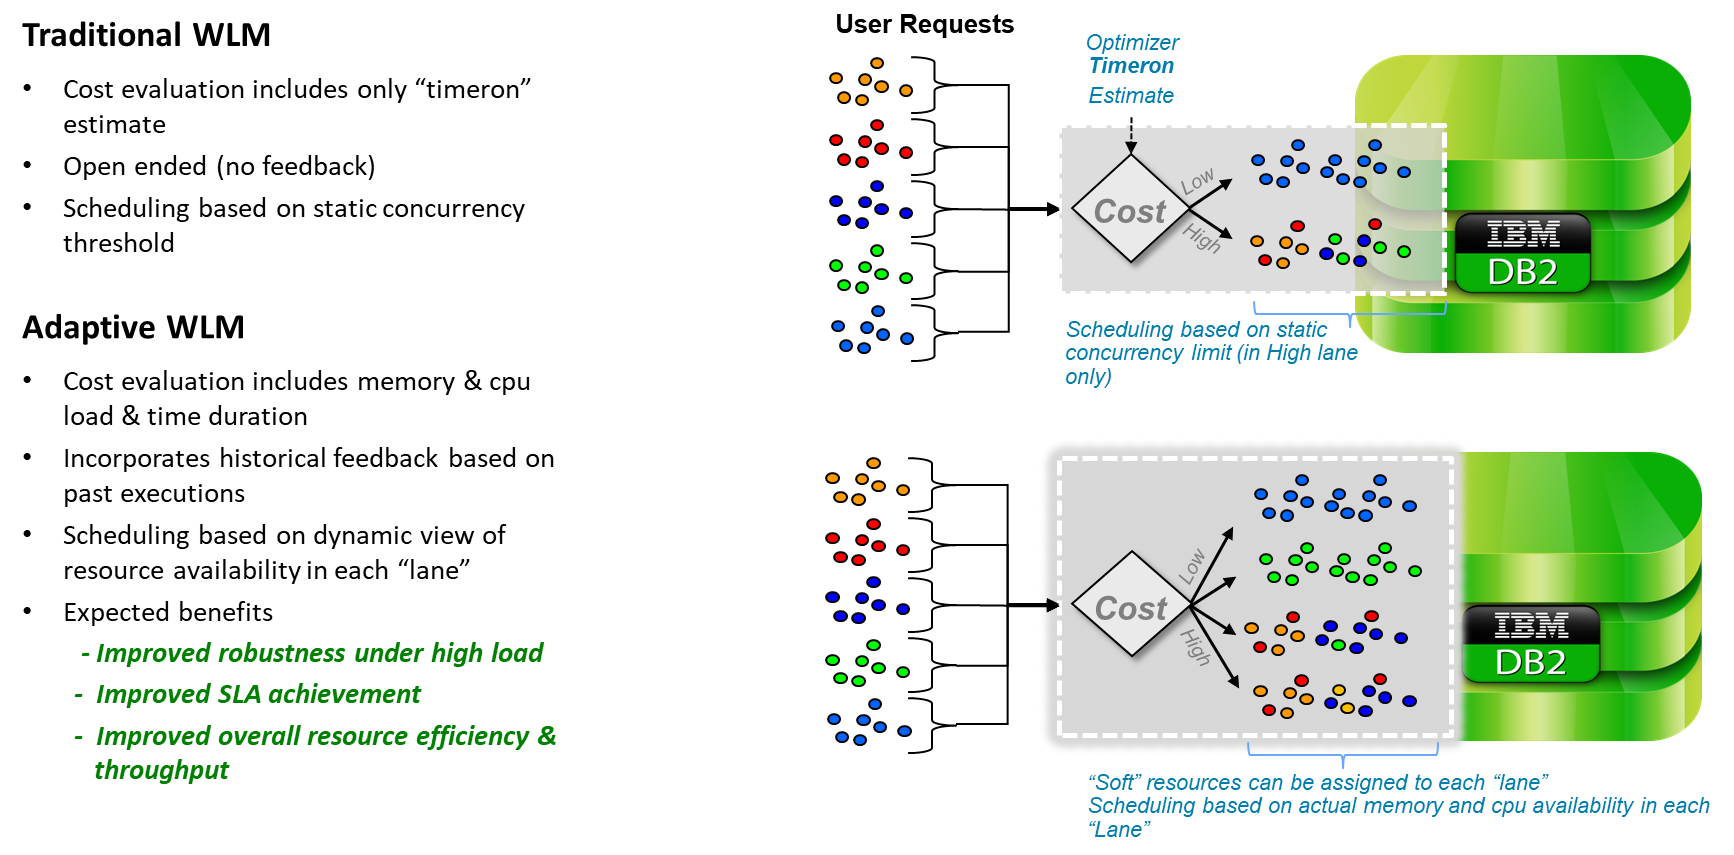 Traditional WLM
• Cost evaluation includes only “timeron”
estimate
• Open ended (no feedback)
• Scheduling based on static concurrency
threshold
Adaptive WLM
• Cost evaluation includes memory & cpu
load & time duration
• Incorporates historical feedback based on
past executions
• Scheduling based on dynamic view of
resource availability in each “lane”
• Expected benefits
- Improved robustness under high load
- Improved SLA achievement
- Improved overall resource efficiency &
throughput
User Requests
Optimizer
Timeron
Estimate
Cost
Low
High
IBM
DB2
Scheduling based on static
concurrency limit (in High lane
only)
Cost
Low
High
IBM
DB2
“Soft” resources can be assigned to each “lane”
Scheduling based on actual memory and cpu availability in each
“Lane”